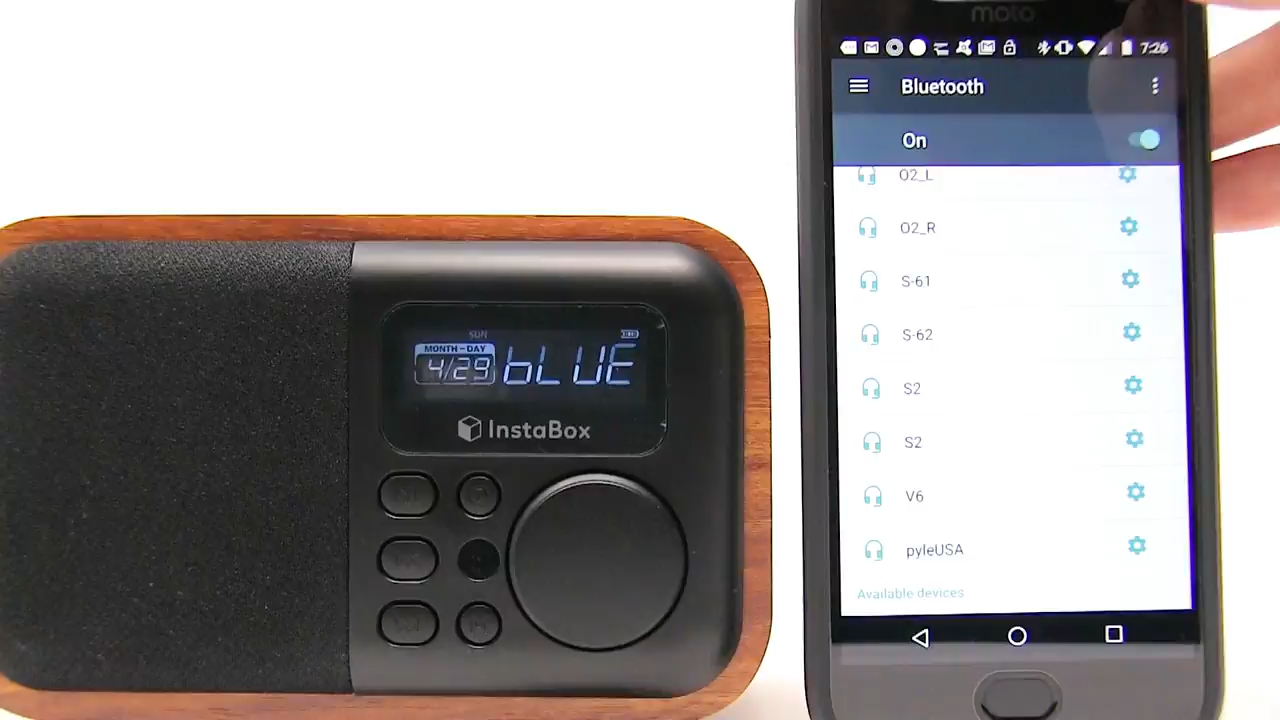 SUN
MONTH-DAY
4/29
bLUE
InstaBox
moto
7:26
Bluetooth
On
O2_L
O2_R
S-61
S-62
S2
S2
V6
pyleUSA
Available devices